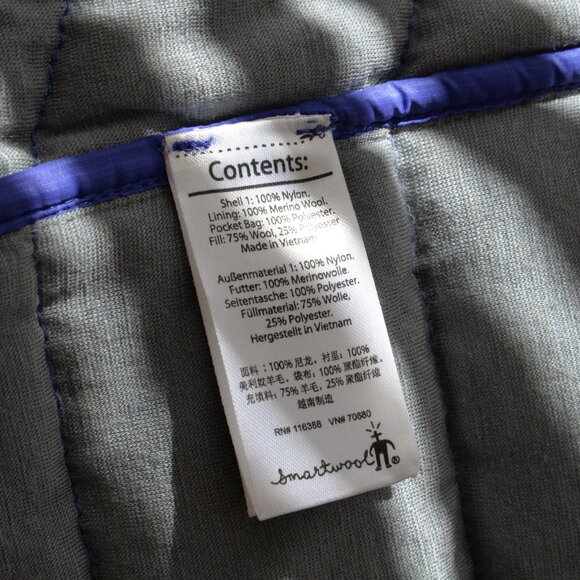 Contents:
Shell 1: 100% Nylon.
Lining: 100% Merino Wool.
Pocket Bag: 100% Polyester.
Fill: 75% Wool, 25% Polyester
Made in Vietnam
Außenmaterial 1: 100% Nylon.
Futter: 100% Merinowolle.
Seitentasche: 100% Polyester.
Füllmaterial: 75% Wolle,
25% Polyester.
Hergestellt in Vietnam
面料：100% 尼龙，衬里：100%
美利奴羊毛。袋布：100% 聚酯纤维。
充填料：75% 羊毛，25% 聚酯纤维
越南制造
RN# 116388 VN# 70880
smartwool ®